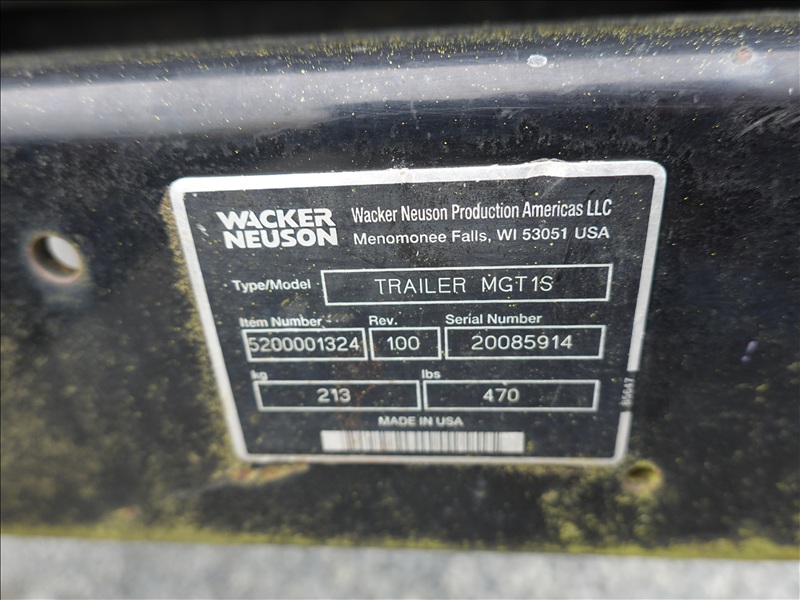 WACKER
NEUSON
Wacker Neuson Production Americas LLC
Menomonee Falls, WI 53051 USA
Type/Model TRAILER MGT1S
Item Number Rev. Serial Number
5200001324 100 20085914
kg lbs
213 470
MADE IN USA
85647